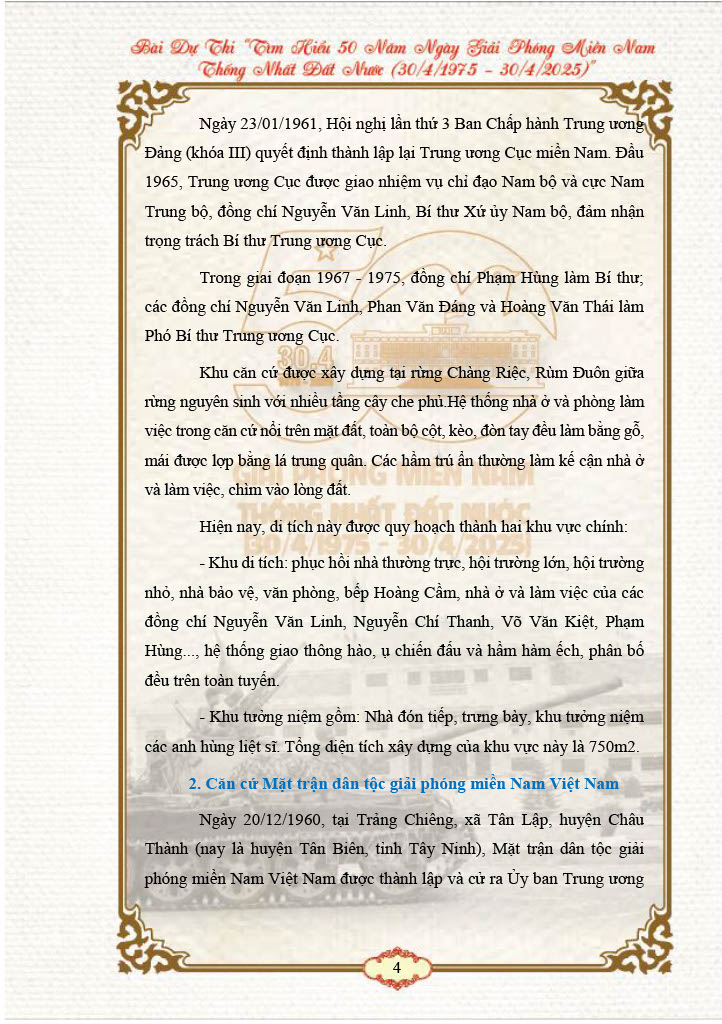 Bài Dự Thi “Tìm Hiểu 50 Năm Ngày Giải Phóng Miền Nam
Thống Nhất Đất Nước (30/4/1975 – 30/4/2025)”
Ngày 23/01/1961, Hội nghị lần thứ 3 Ban Chấp hành Trung ương
Đảng (khóa III) quyết định thành lập lại Trung ương Cục miền Nam. Đầu
1965, Trung ương Cục được giao nhiệm vụ chỉ đạo Nam bộ và cực Nam
Trung bộ, đồng chí Nguyễn Văn Linh, Bí thư Xứ ủy Nam bộ, đảm nhận
trọng trách Bí thư Trung ương Cục.
Trong giai đoạn 1967 - 1975, đồng chí Phạm Hùng làm Bí thư;
các đồng chí Nguyễn Văn Linh, Phan Văn Đáng và Hoàng Văn Thái làm
Phó Bí thư Trung ương Cục.
Khu căn cứ được xây dựng tại rừng Chàng Riệc, Rùm Đuôn giữa
rừng nguyên sinh với nhiều tầng cây che phủ.Hệ thống nhà ở và phòng làm
việc trong căn cứ nổi trên mặt đất, toàn bộ cột, kèo, đòn tay đều làm bằng gỗ,
mái được lợp bằng lá trung quân. Các hầm trú ẩn thường làm kế cận nhà ở
và làm việc, chìm vào lòng đất.
Hiện nay, di tích này được quy hoạch thành hai khu vực chính:
- Khu di tích: phục hồi nhà thường trực, hội trường lớn, hội trường
nhỏ, nhà bảo vệ, văn phòng, bếp Hoàng Cầm, nhà ở và làm việc của các
đồng chí Nguyễn Văn Linh, Nguyễn Chí Thanh, Võ Văn Kiệt, Phạm
Hùng..., hệ thống giao thông hào, ụ chiến đấu và hầm hàm ếch, phân bố
đều trên toàn tuyến.
- Khu tưởng niệm gồm: Nhà đón tiếp, trưng bày, khu tưởng niệm
các anh hùng liệt sĩ. Tổng diện tích xây dựng của khu vực này là 750m2.
2. Căn cứ Mặt trận dân tộc giải phóng miền Nam Việt Nam
Ngày 20/12/1960, tại Trảng Chiêng, xã Tân Lập, huyện Châu
Thành (nay là huyện Tân Biên, tỉnh Tây Ninh), Mặt trận dân tộc giải
phóng miền Nam Việt Nam được thành lập và cử ra Ủy ban Trung ương
50
30.4
GIẢI PHÓNG MIỀN NAM
THỐNG NHẤT ĐẤT NƯỚC
(30/4/1975 - 30/4/2025)
4